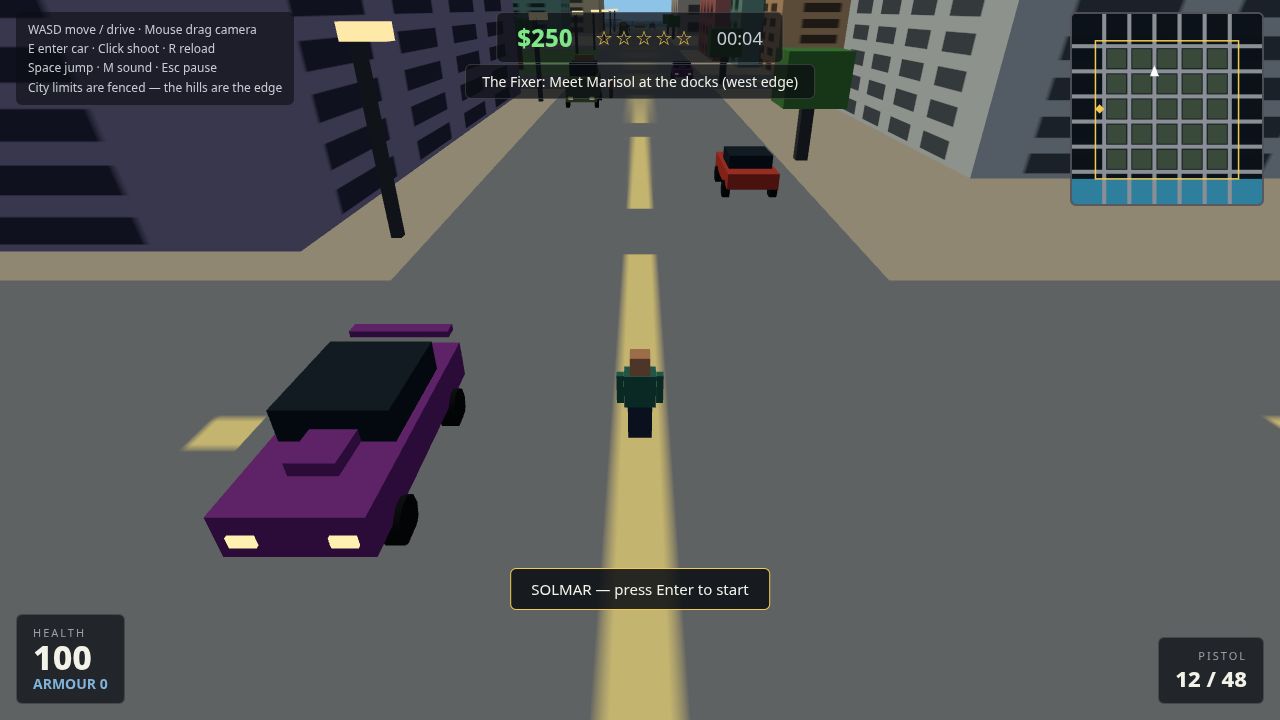 WASD move / drive · Mouse drag camera
E enter car · Click shoot · R reload
Space jump · M sound · Esc pause
City limits are fenced — the hills are the edge
$250 ☆☆☆☆☆ 00:04
The Fixer: Meet Marisol at the docks (west edge)
SOLMAR — press Enter to start
HEALTH
100
ARMOUR 0
PISTOL
12 / 48